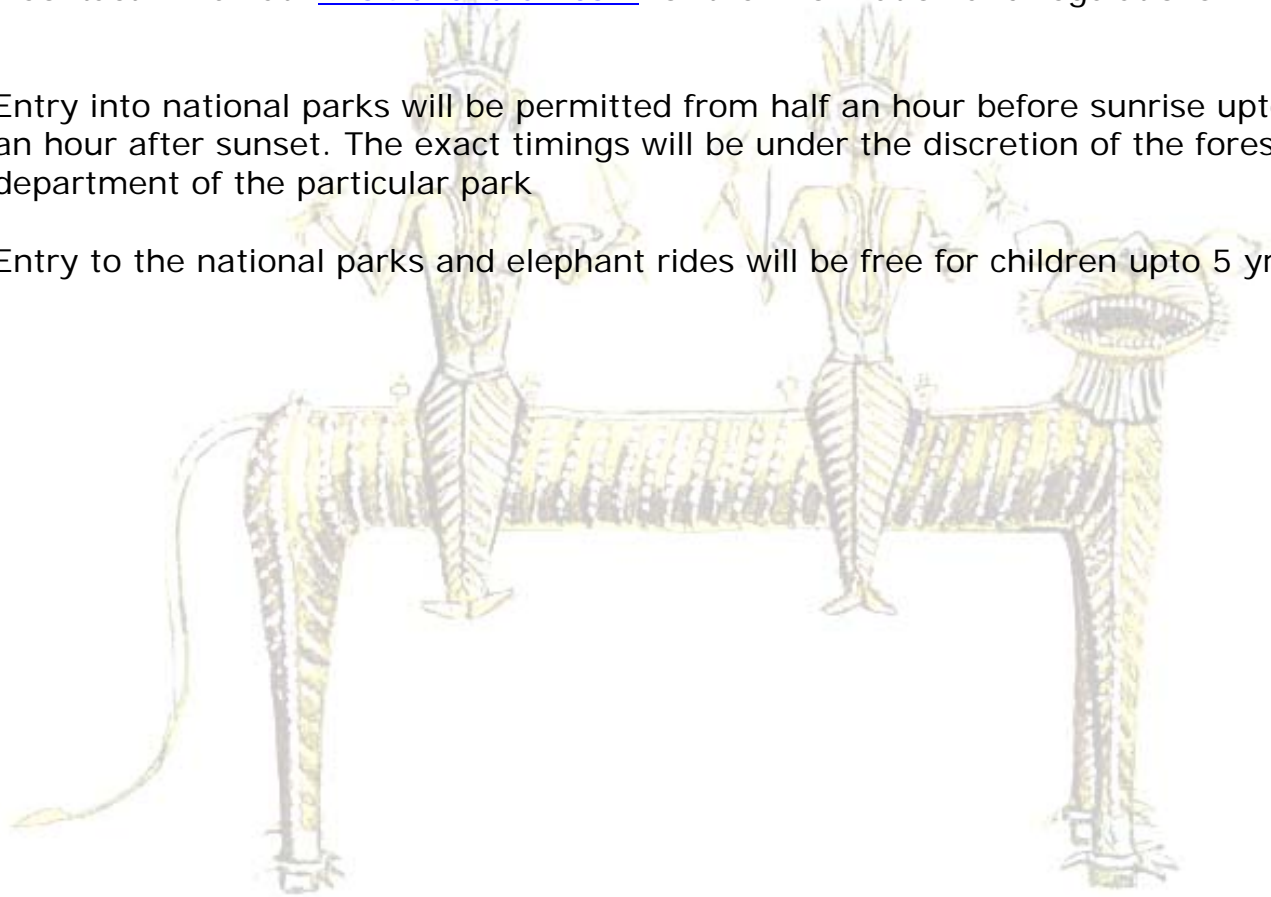 Entry into national parks will be permitted from half an hour before sunrise upt
an hour after sunset. The exact timings will be under the discretion of the fores
department of the particular park
Entry to the national parks and elephant rides will be free for children upto 5 yr